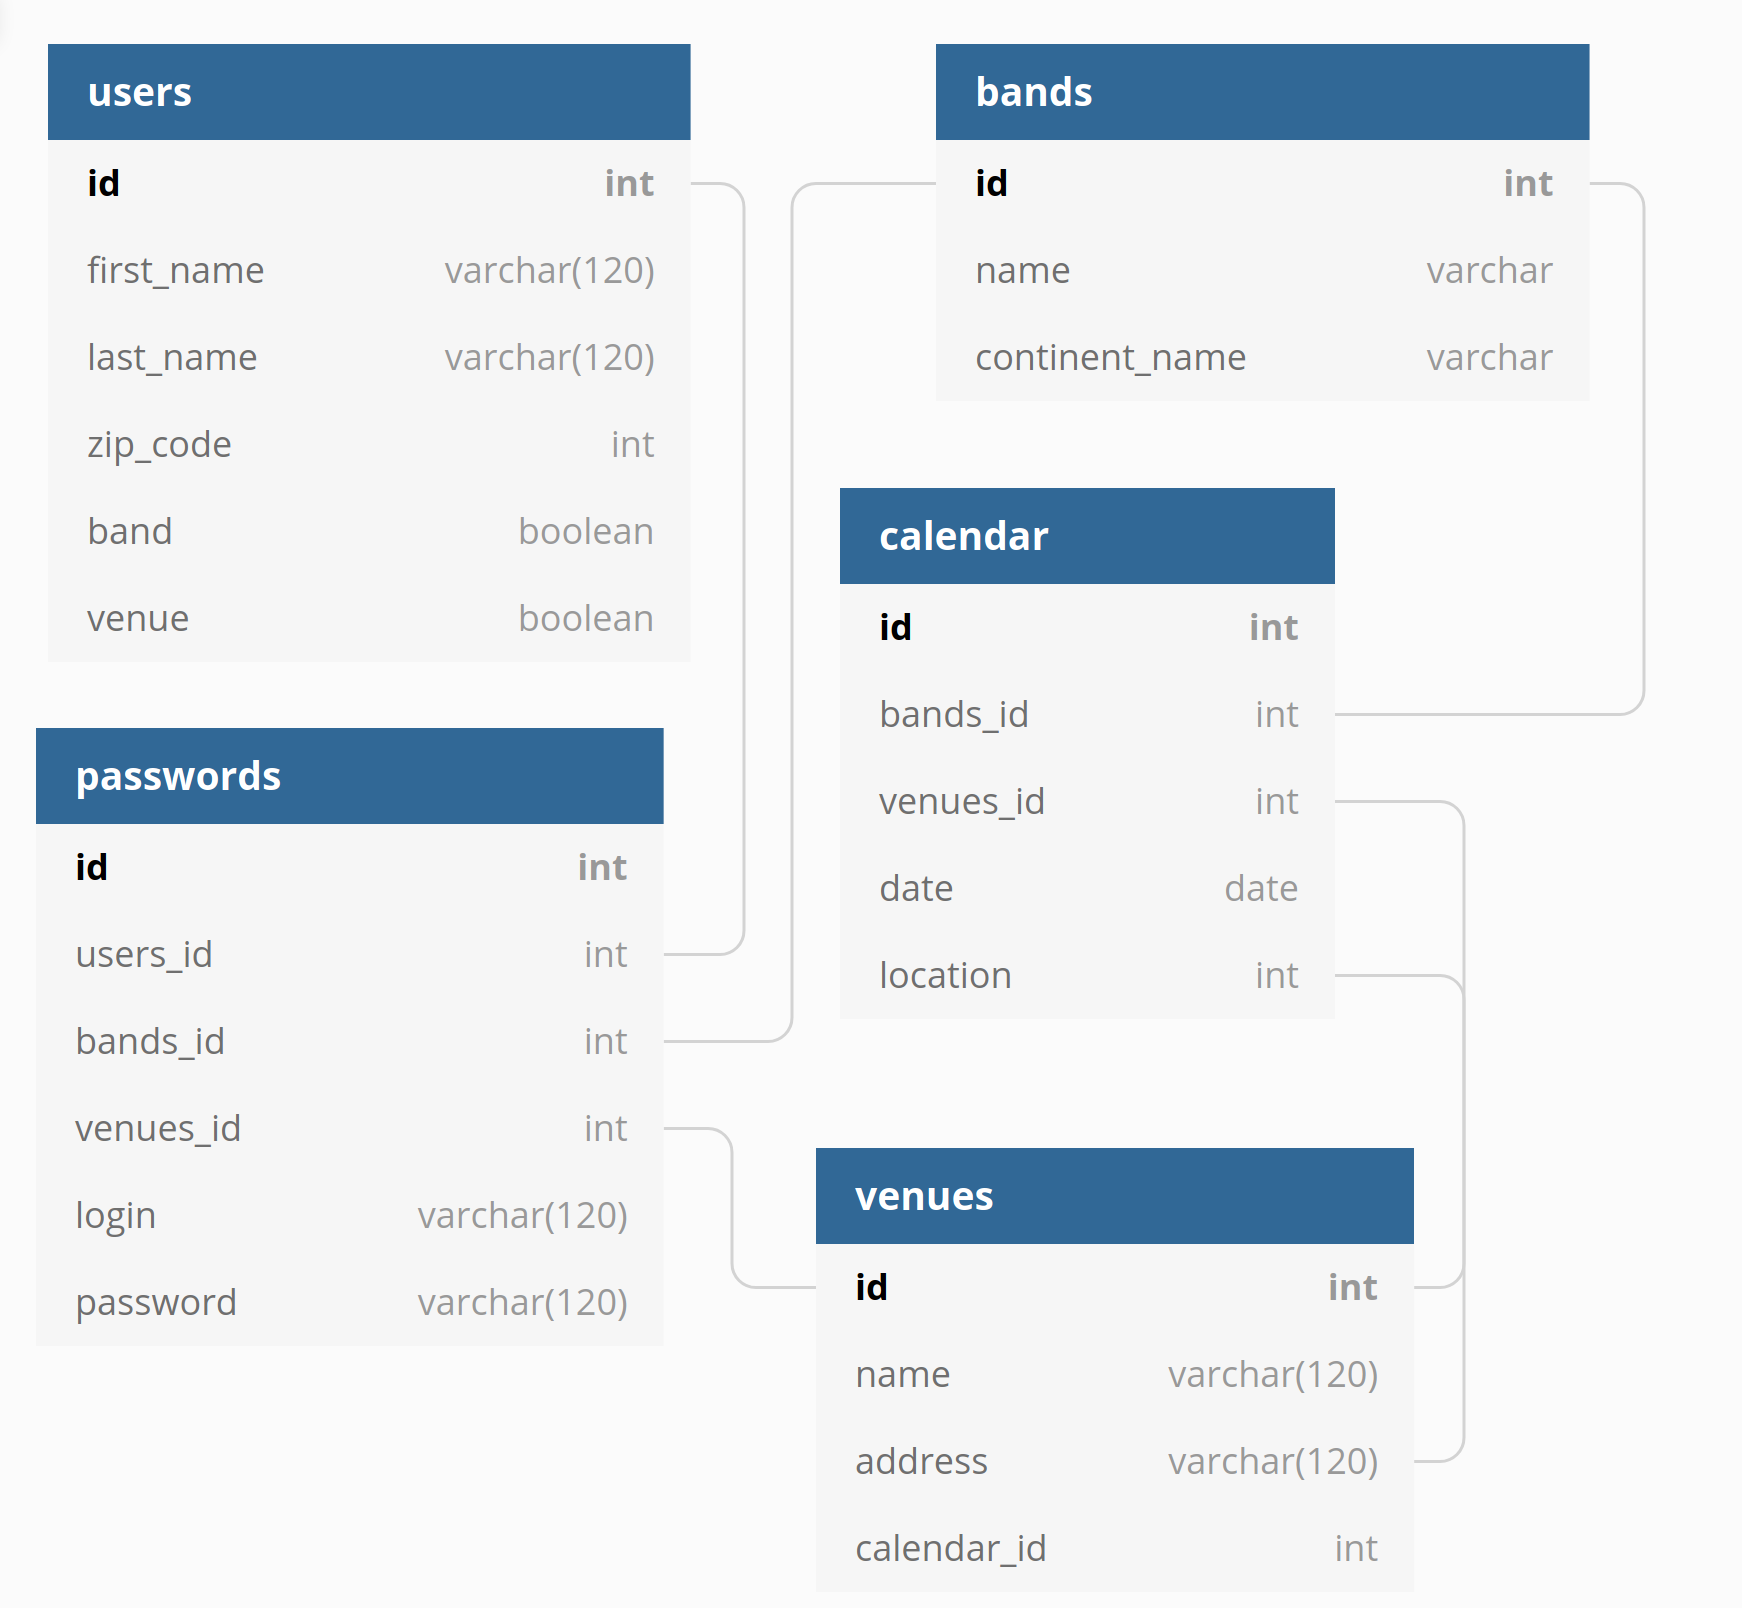 users
id int
first_name varchar(120)
last_name varchar(120)
zip_code int
band boolean
venue boolean
bands
id int
name varchar
continent_name varchar
calendar
id int
bands_id int
venues_id int
date date
location int
passwords
id int
users_id int
bands_id int
venues_id int
login varchar(120)
password varchar(120)
venues
id int
name varchar(120)
address varchar(120)
calendar_id int